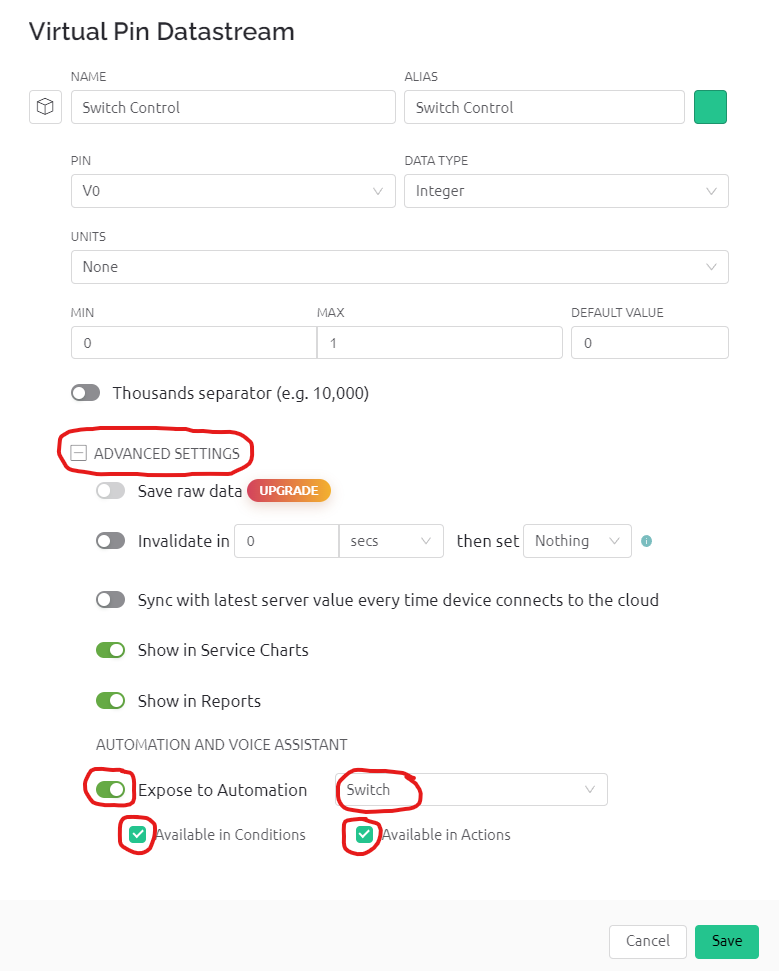 Virtual Pin Datastream
NAME ALIAS
Switch Control Switch Control
PIN DATA TYPE
V0 Integer
UNITS
None
MIN MAX DEFAULT VALUE
0 1 0
Thousands separator (e.g. 10,000)
ADVANCED SETTINGS
Save raw data UPGRADE
Invalidate in 0 secs then set Nothing i
Sync with latest server value every time device connects to the cloud
Show in Service Charts
Show in Reports
AUTOMATION AND VOICE ASSISTANT
Expose to Automation Switch
Available in Conditions Available in Actions
Cancel Save